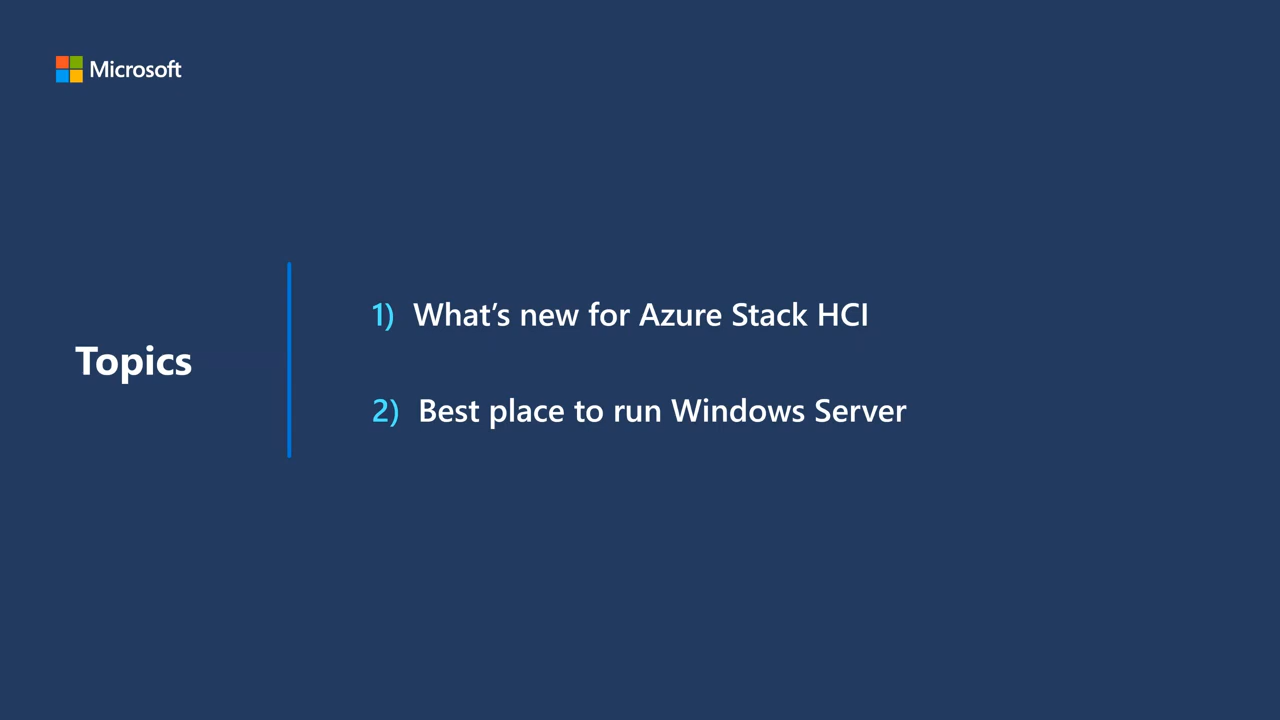 Microsoft
Topics
1) What’s new for Azure Stack HCI
2) Best place to run Windows Server